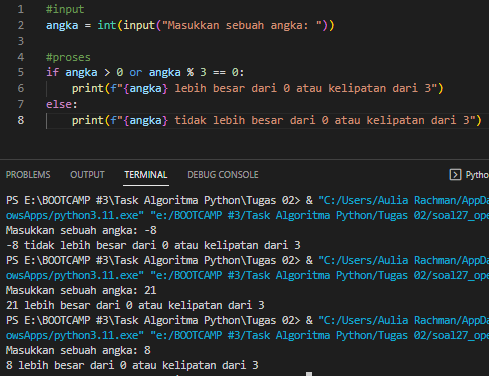 1 #input
2 angka = int(input("Masukkan sebuah angka: "))
3
4 #proses
5 if angka > 0 or angka % 3 == 0:
6 print(f"{angka} lebih besar dari 0 atau kelipatan dari 3")
7 else:
8 print(f"{angka} tidak lebih besar dari 0 atau kelipatan dari 3")
PROBLEMS OUTPUT TERMINAL DEBUG CONSOLE Pytho
PS E:\BOOTCAMP #3\Task Algoritma Python\Tugas 02> & "C:/Users/Aulia Rachman/AppDa
owsApps/python3.11.exe" "e:/BOOTCAMP #3/Task Algoritma Python/Tugas 02/soal27_ope
Masukkan sebuah angka: -8
-8 tidak lebih besar dari 0 atau kelipatan dari 3
PS E:\BOOTCAMP #3\Task Algoritma Python\Tugas 02> & "C:/Users/Aulia Rachman/AppDa
owsApps/python3.11.exe" "e:/BOOTCAMP #3/Task Algoritma Python/Tugas 02/soal27_ope
Masukkan sebuah angka: 21
21 lebih besar dari 0 atau kelipatan dari 3
PS E:\BOOTCAMP #3\Task Algoritma Python\Tugas 02> & "C:/Users/Aulia Rachman/AppDa
owsApps/python3.11.exe" "e:/BOOTCAMP #3/Task Algoritma Python/Tugas 02/soal27_ope
Masukkan sebuah angka: 8
8 lebih besar dari 0 atau kelipatan dari 3